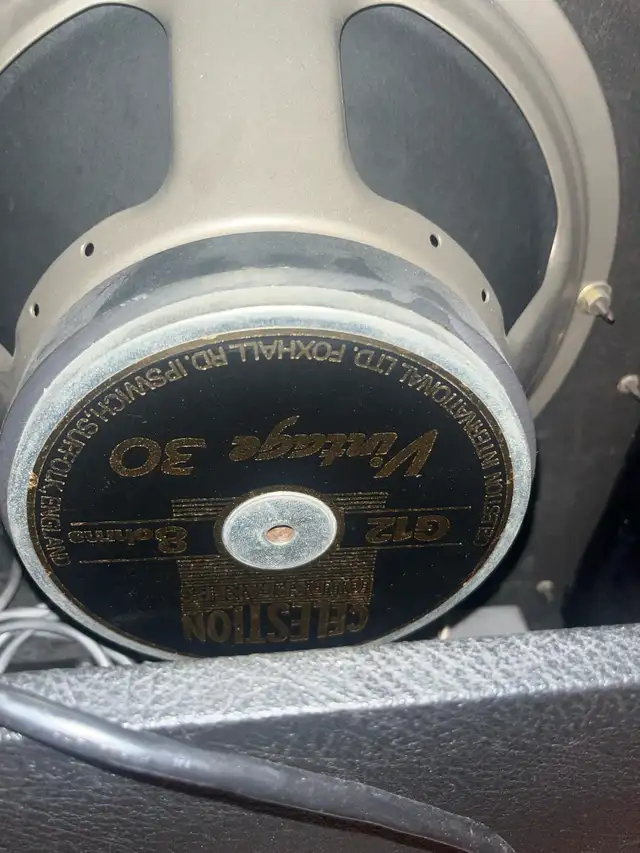 CELESTION
G12 8 ohms
Vintage 30
CELESTION INTERNATIONAL LTD. FOXHALL RD. IPSWICH, SUFFOLK, ENGLAND